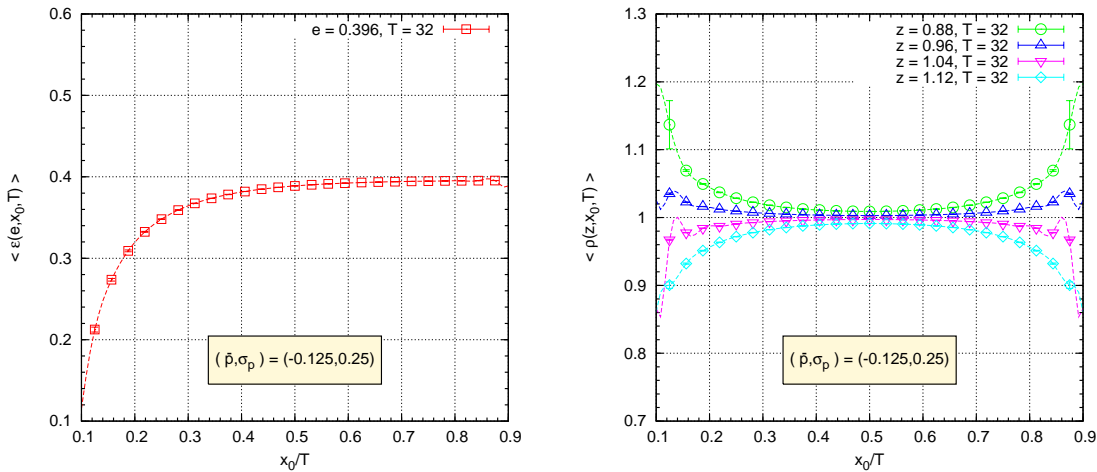 0.6
0.5
0.4
0.3
0.2
0.1
0.1 0.2 0.3 0.4 0.5 0.6 0.7 0.8 0.9
< ε(e,x₀,T) >
x₀/T
e = 0.396, T = 32
( p̄,σₚ ) = (-0.125,0.25)
1.3
1.2
1.1
1
0.9
0.8
0.7
0.1 0.2 0.3 0.4 0.5 0.6 0.7 0.8 0.9
< ρ(z,x₀,T) >
x₀/T
z = 0.88, T = 32
z = 0.96, T = 32
z = 1.04, T = 32
z = 1.12, T = 32
( p̄,σₚ ) = (-0.125,0.25)